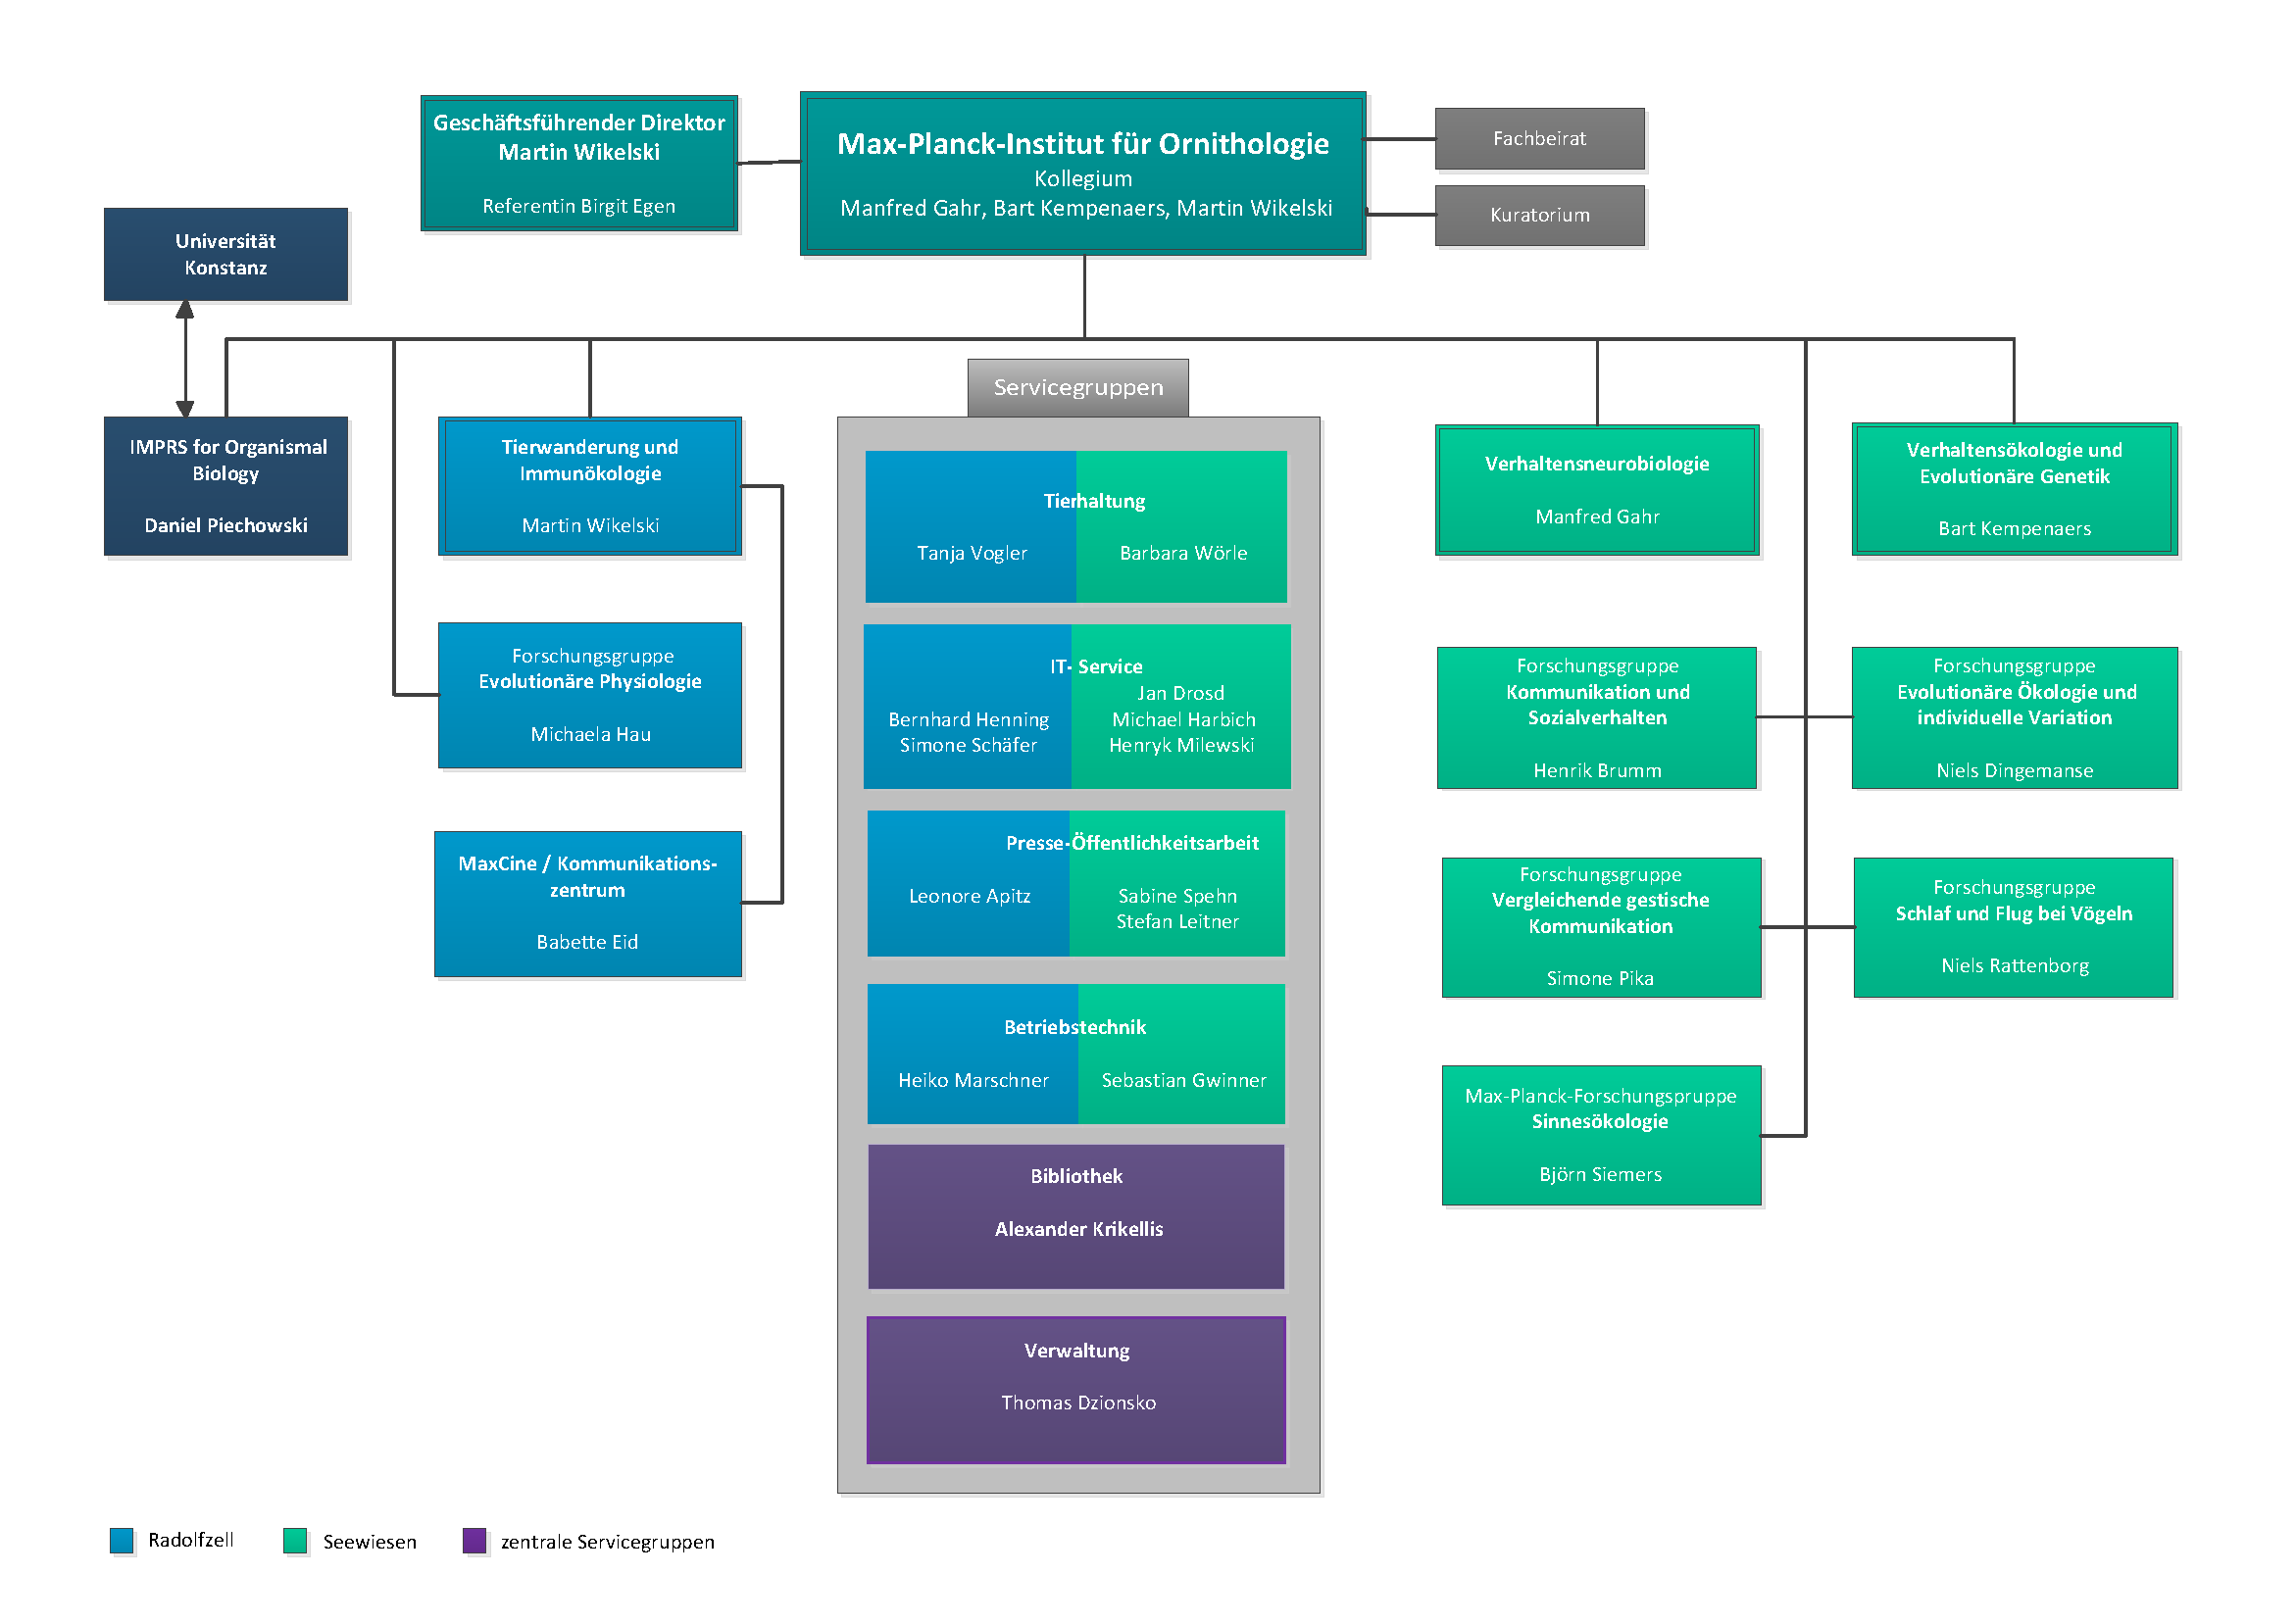 Geschäftsführender Direktor
Martin Wikelski
Referentin Birgit Egen
Max-Planck-Institut für Ornithologie
Kollegium
Manfred Gahr, Bart Kempenaers, Martin Wikelski
Fachbeirat
Kuratorium
Universität
Konstanz
IMPRS for Organismal
Biology
Daniel Piechowski
Tierwanderung und
Immunökologie
Martin Wikelski
Forschungsgruppe
Evolutionäre Physiologie
Michaela Hau
MaxCine / Kommunikations-
zentrum
Babette Eid
Servicegruppen
Tierhaltung
Tanja Vogler
Barbara Wörle
IT- Service
Bernhard Henning
Simone Schäfer
Jan Drosd
Michael Harbich
Henryk Milewski
Presse-Öffentlichkeitsarbeit
Leonore Apitz
Sabine Spehn
Stefan Leitner
Betriebstechnik
Heiko Marschner
Sebastian Gwinner
Bibliothek
Alexander Krikellis
Verwaltung
Thomas Dzionsko
Verhaltensneurobiologie
Manfred Gahr
Verhaltensökologie und
Evolutionäre Genetik
Bart Kempenaers
Forschungsgruppe
Kommunikation und
Sozialverhalten
Henrik Brumm
Forschungsgruppe
Evolutionäre Ökologie und
individuelle Variation
Niels Dingemanse
Forschungsgruppe
Vergleichende gestische
Kommunikation
Simone Pika
Forschungsgruppe
Schlaf und Flug bei Vögeln
Niels Rattenborg
Max-Planck-Forschungspruppe
Sinnesökologie
Björn Siemers
Radolfzell
Seewiesen
zentrale Servicegruppen